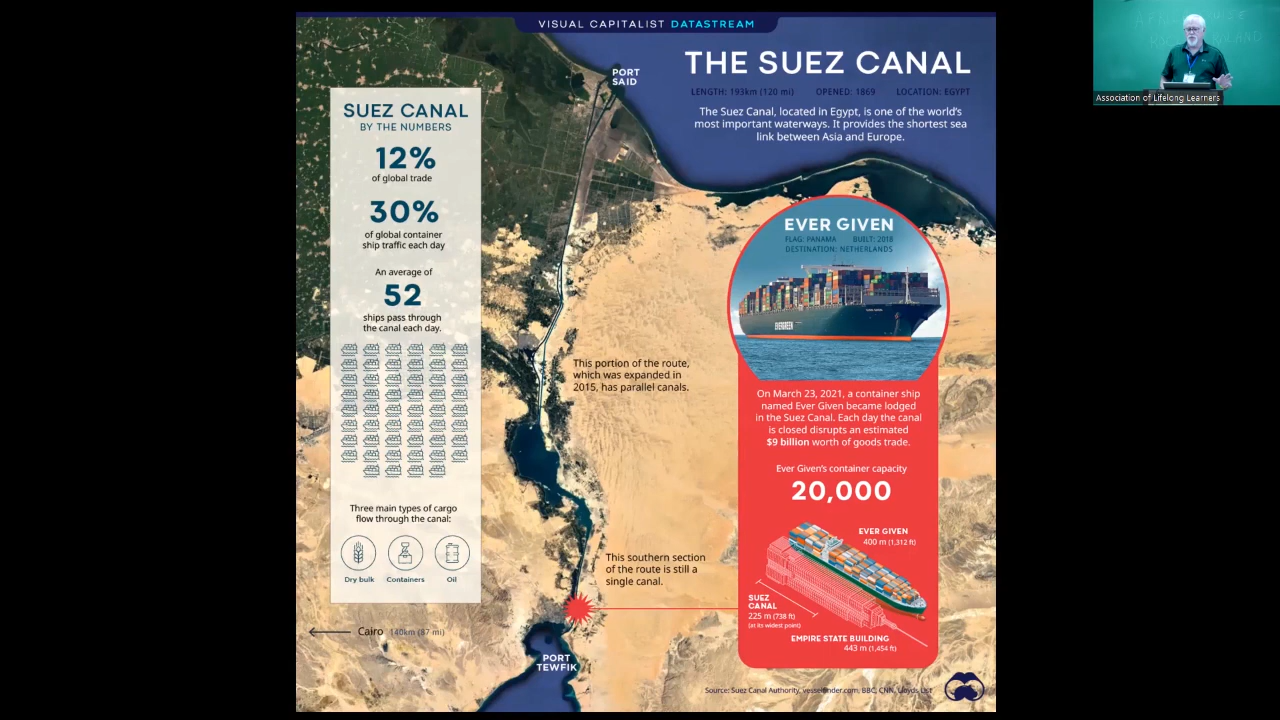 VISUAL CAPITALIST DATASTREAM
THE SUEZ CANAL
LENGTH: 193km (120 mi) OPENED: 1869 LOCATION: EGYPT
The Suez Canal, located in Egypt, is one of the world's
most important waterways. It provides the shortest sea
link between Asia and Europe.
PORT
SAID
SUEZ CANAL
BY THE NUMBERS
12%
of global trade
30%
of global container
ship traffic each day
An average of
52
ships pass through
the canal each day.
Three main types of cargo
flow through the canal:
Dry bulk Containers Oil
Cairo 140km (87 mi)
This portion of the route,
which was expanded in
2015, has parallel canals.
This southern section
of the route is still a
single canal.
PORT
TEWFIK
EVER GIVEN
FLAG: PANAMA BUILT: 2018
DESTINATION: NETHERLANDS
EVERGREEN
On March 23, 2021, a container ship
named Ever Given became lodged
in the Suez Canal. Each day the canal
is closed disrupts an estimated
$9 billion worth of goods trade.
Ever Given's container capacity
20,000
EVER GIVEN
400 m (1,312 ft)
SUEZ
CANAL
225 m (738 ft)
(at its widest point)
EMPIRE STATE BUILDING
443 m (1,454 ft)
Source: Suez Canal Authority, vesselfinder.com, BBC, CNN, Lloyds List
Association of Lifelong Learners